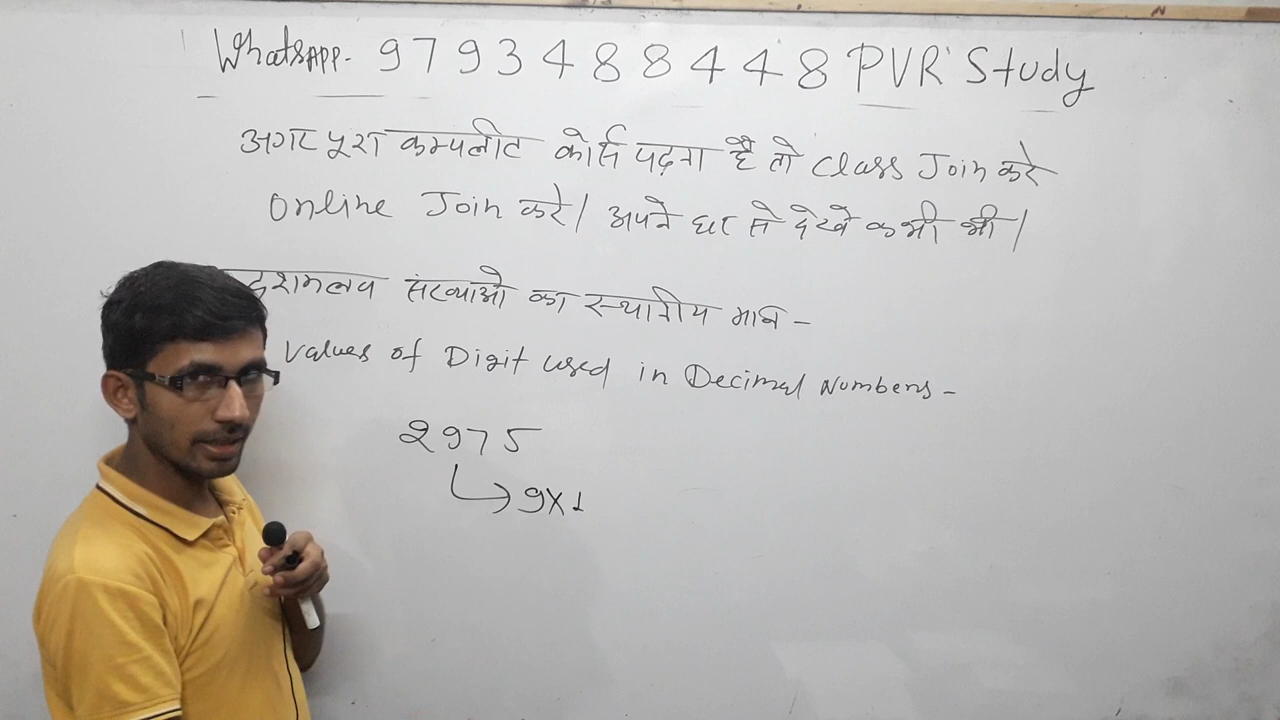 WhatsAPP. 9793488448 PVR Study
अगर पूरा कम्पलीट कोर्स पढ़ना है तो Class Join करे
Online Join करे। अपने घर से देखे कभी भी।
दशमलव संख्याओ का स्थानीय मान -
Values of Digit used in Decimal Numbers -
2975
9X1